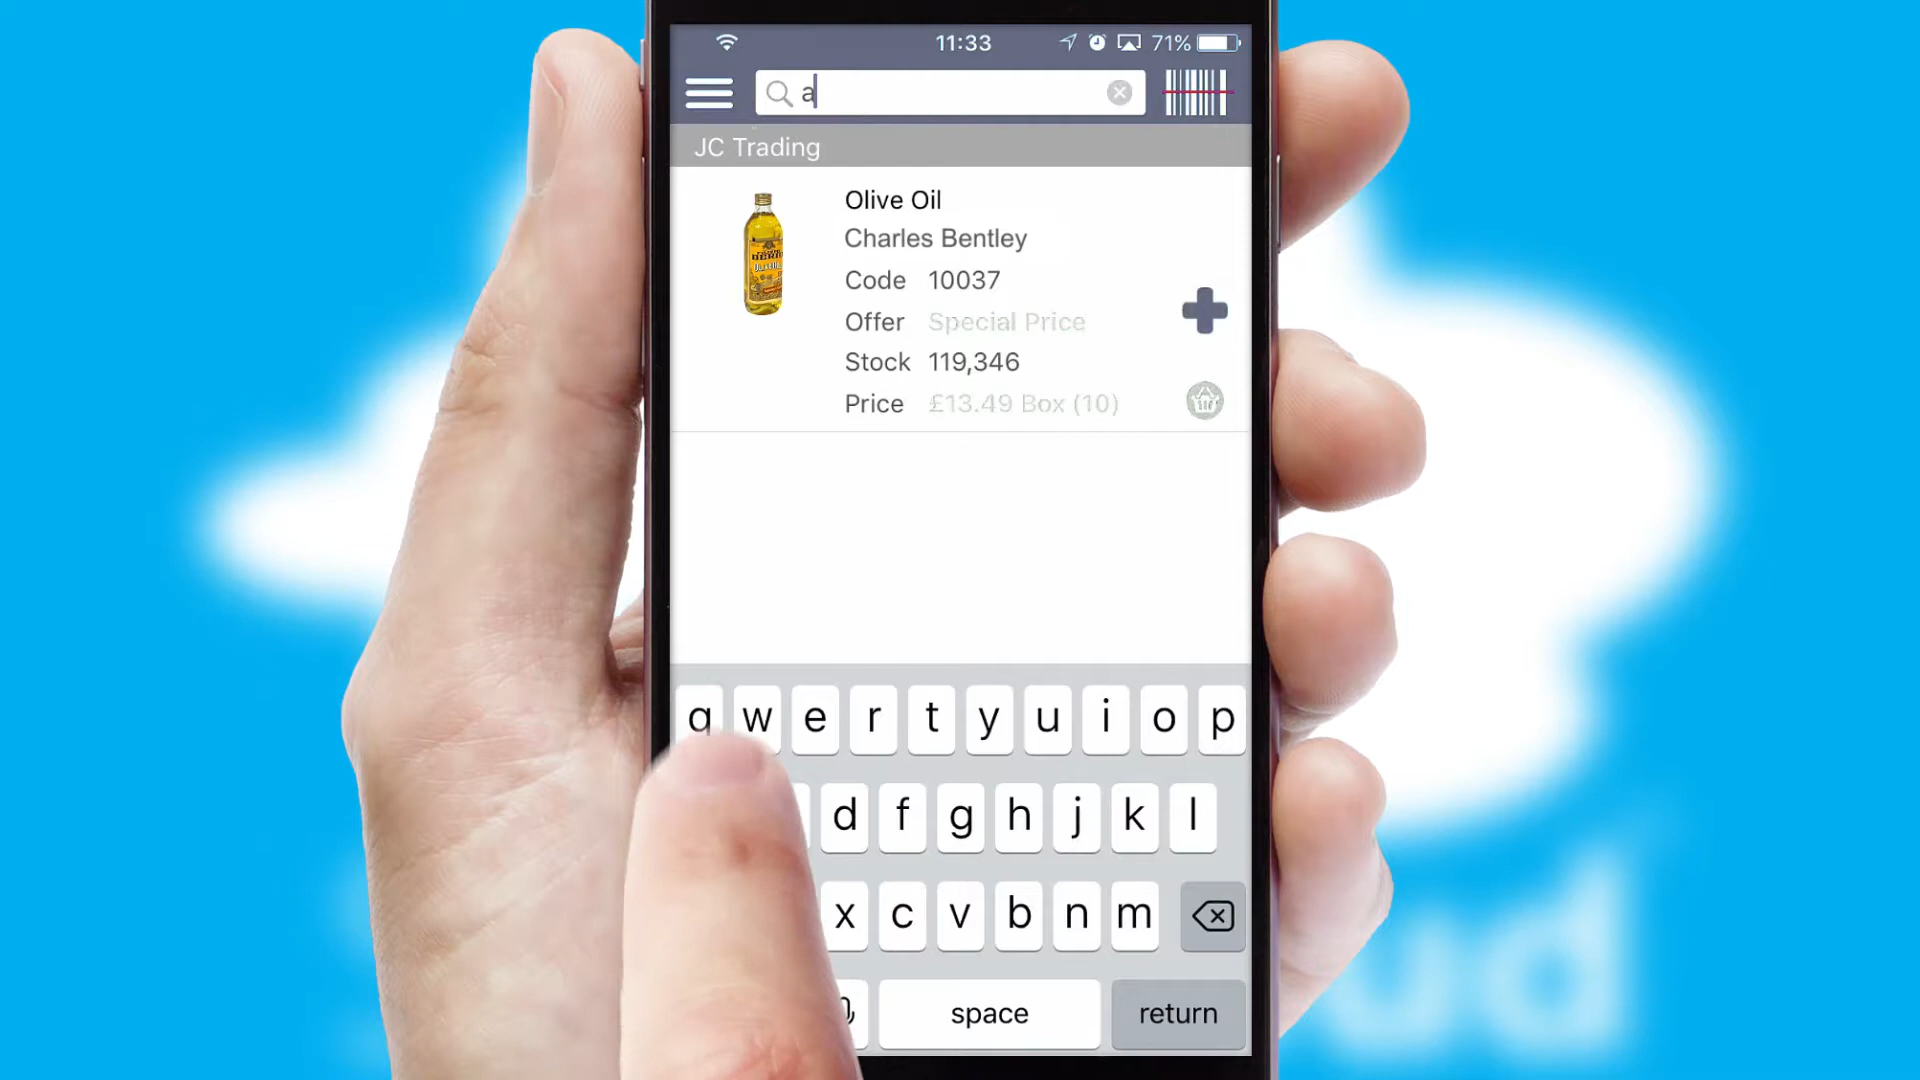 11:33 71%
a
JC Trading
Olive Oil
Charles Bentley
Code 10037
Offer Special Price
Stock 119,346
Price £13.49 Box (10)
q w e r t y u i o p
d f g h j k l
x c v b n m
space return
ud